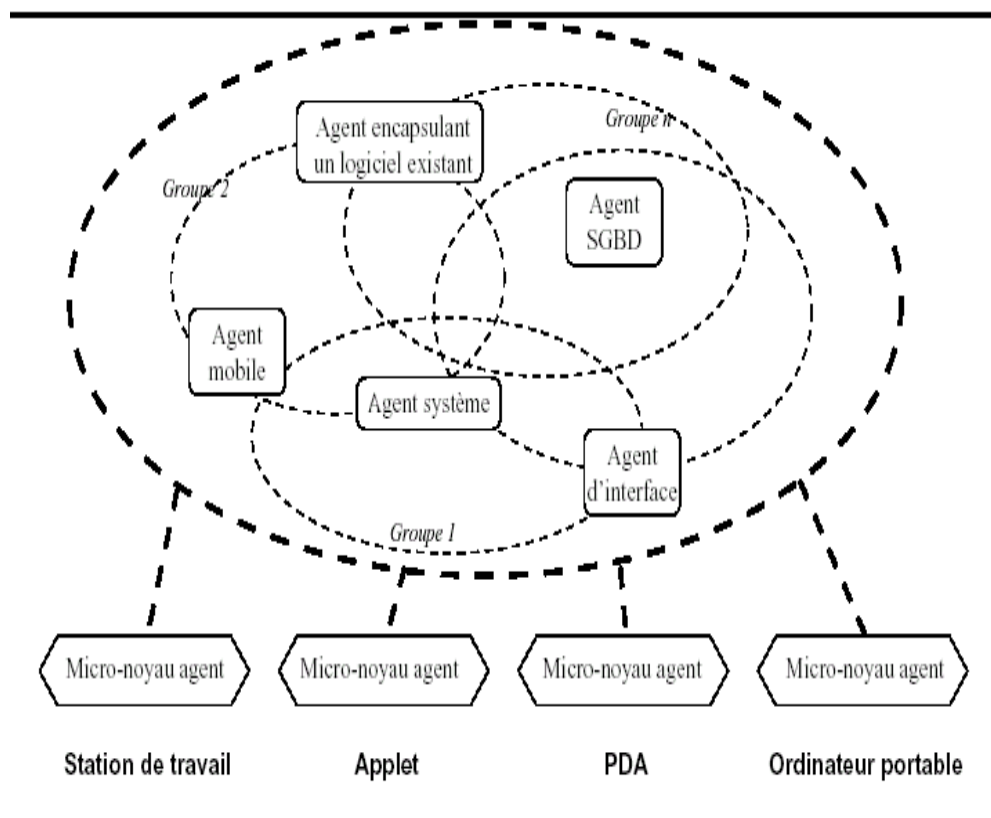 Agent encapsulant
un logiciel existant
Groupe n
Groupe 2
Agent
SGBD
Agent
mobile
Agent système
Agent
d'interface
Groupe 1
Micro-noyau agent
Micro-noyau agent
Micro-noyau agent
Micro-noyau agent
Station de travail
Applet
PDA
Ordinateur portable